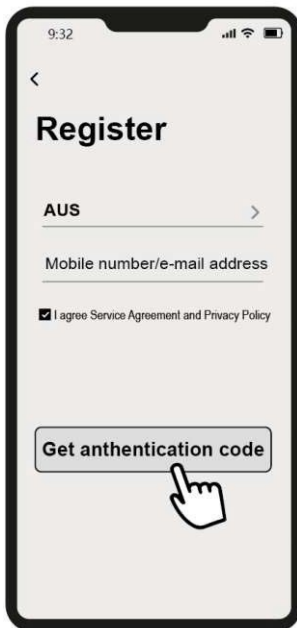 9:32
Register
AUS
Mobile number/e-mail address
I agree Service Agreement and Privacy Policy
Get anthentication code